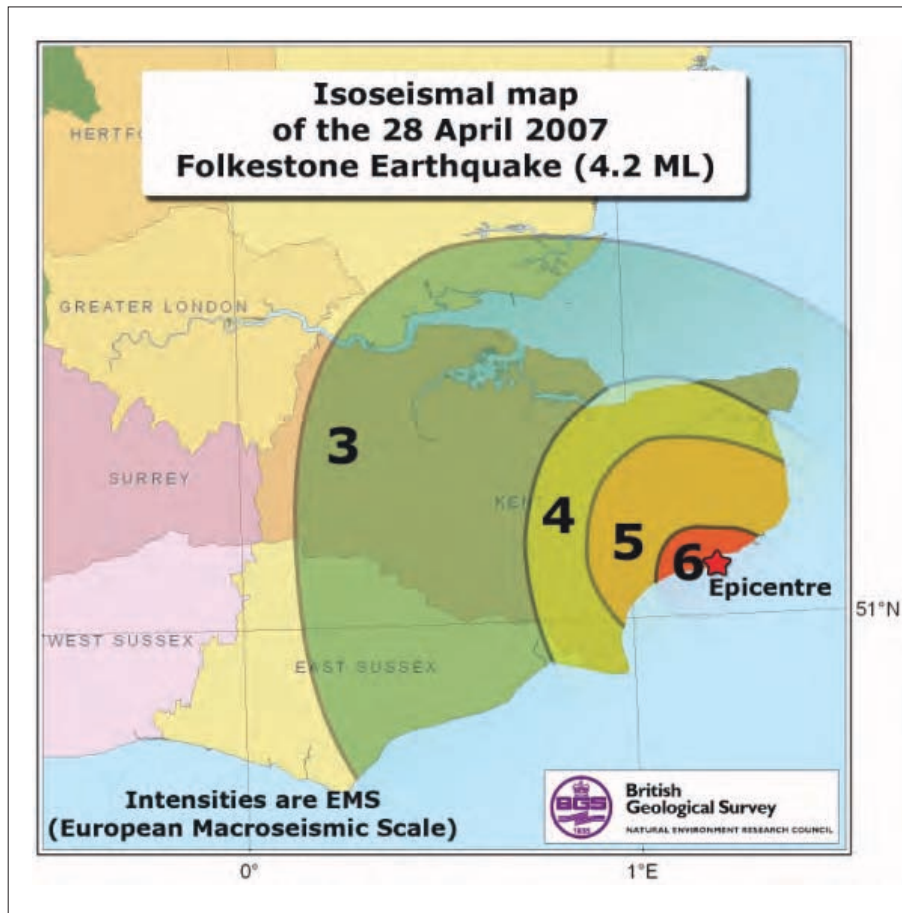 Isoseismal map
of the 28 April 2007
Folkestone Earthquake (4.2 ML)
GREATER LONDON
3
SURREY
4
5
6
Epicentre
51°N
WEST SUSSEX
EAST SUSSEX
Intensities are EMS
(European Macroseismic Scale)
BGS
1835
British
Geological Survey
NATURAL ENVIRONMENT RESEARCH COUNCIL
0°
1°E